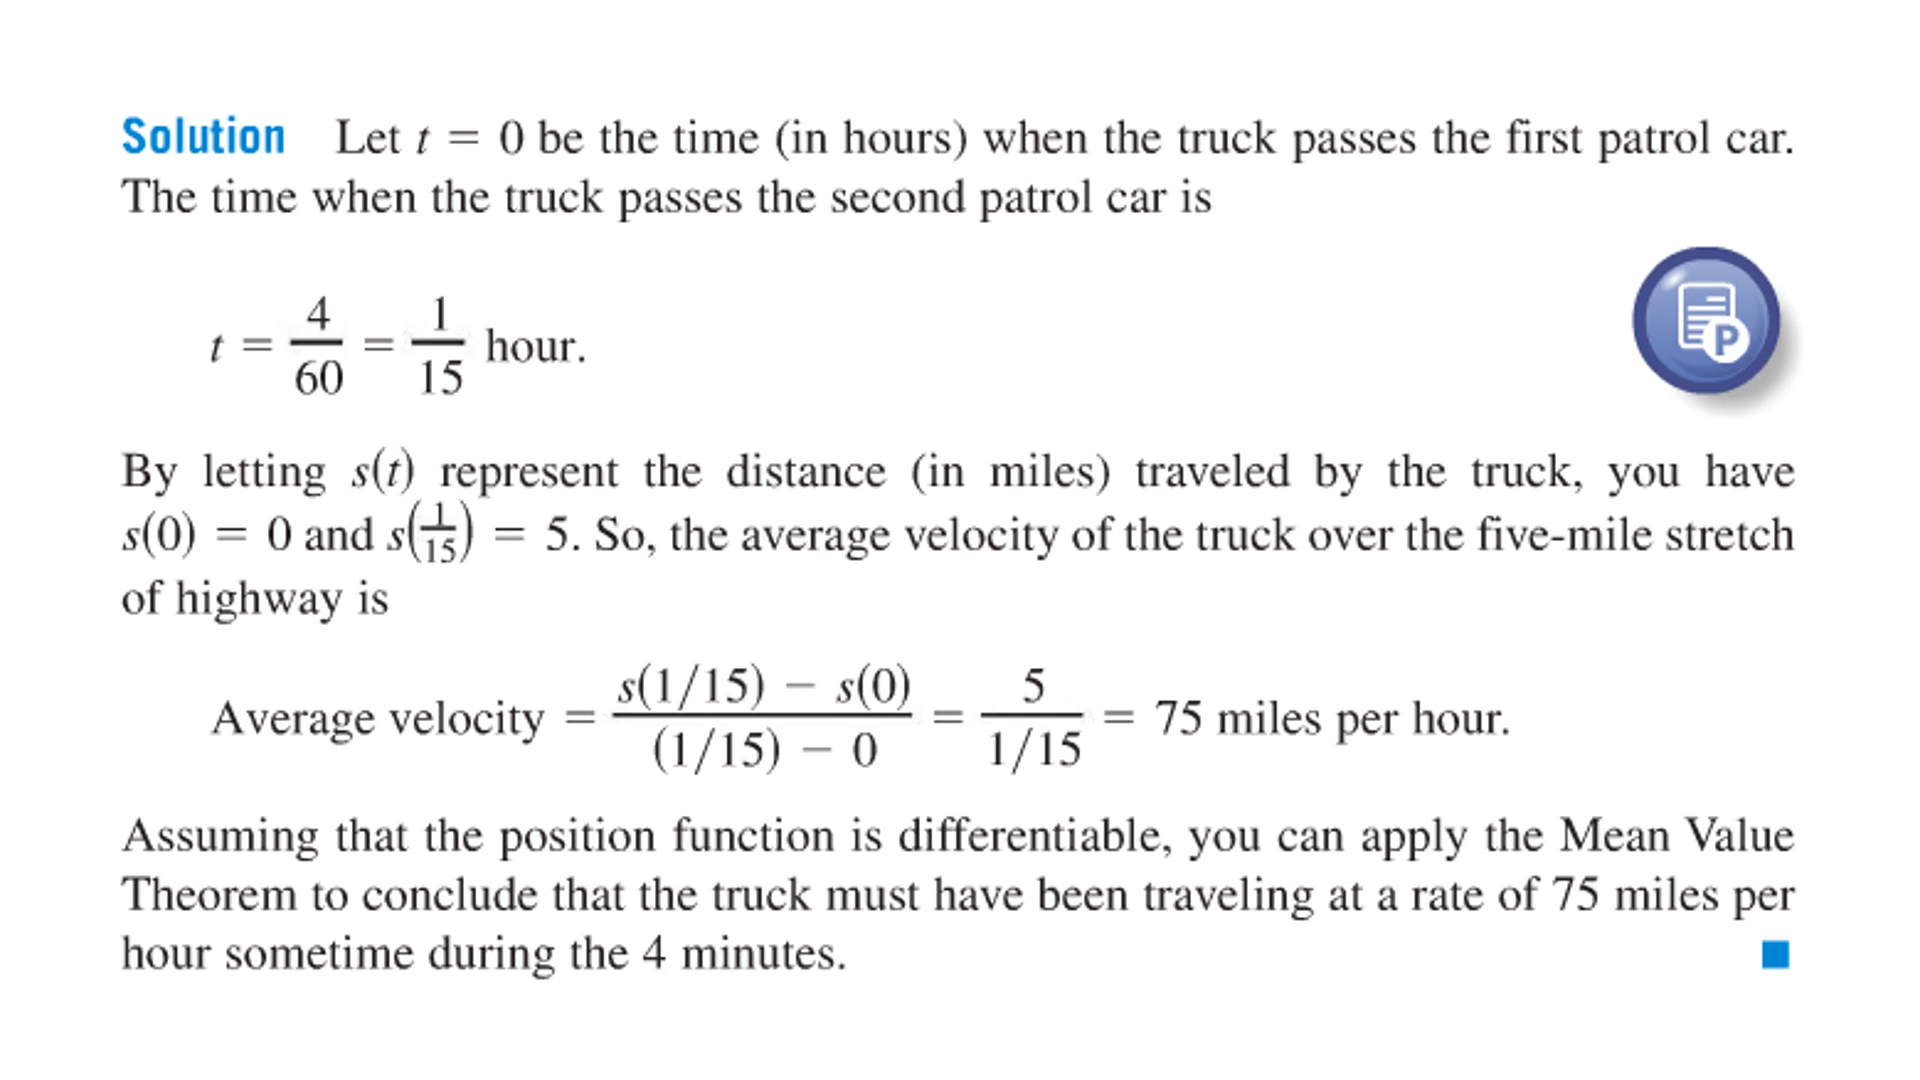 Solution Let t = 0 be the time (in hours) when the truck passes the first patrol car.
The time when the truck passes the second patrol car is
t = 4/60 = 1/15 hour.
P
By letting s(t) represent the distance (in miles) traveled by the truck, you have
s(0) = 0 and s(1/15) = 5. So, the average velocity of the truck over the five-mile stretch
of highway is
Average velocity = s(1/15) − s(0) / (1/15) − 0 = 5 / 1/15 = 75 miles per hour.
Assuming that the position function is differentiable, you can apply the Mean Value
Theorem to conclude that the truck must have been traveling at a rate of 75 miles per
hour sometime during the 4 minutes.